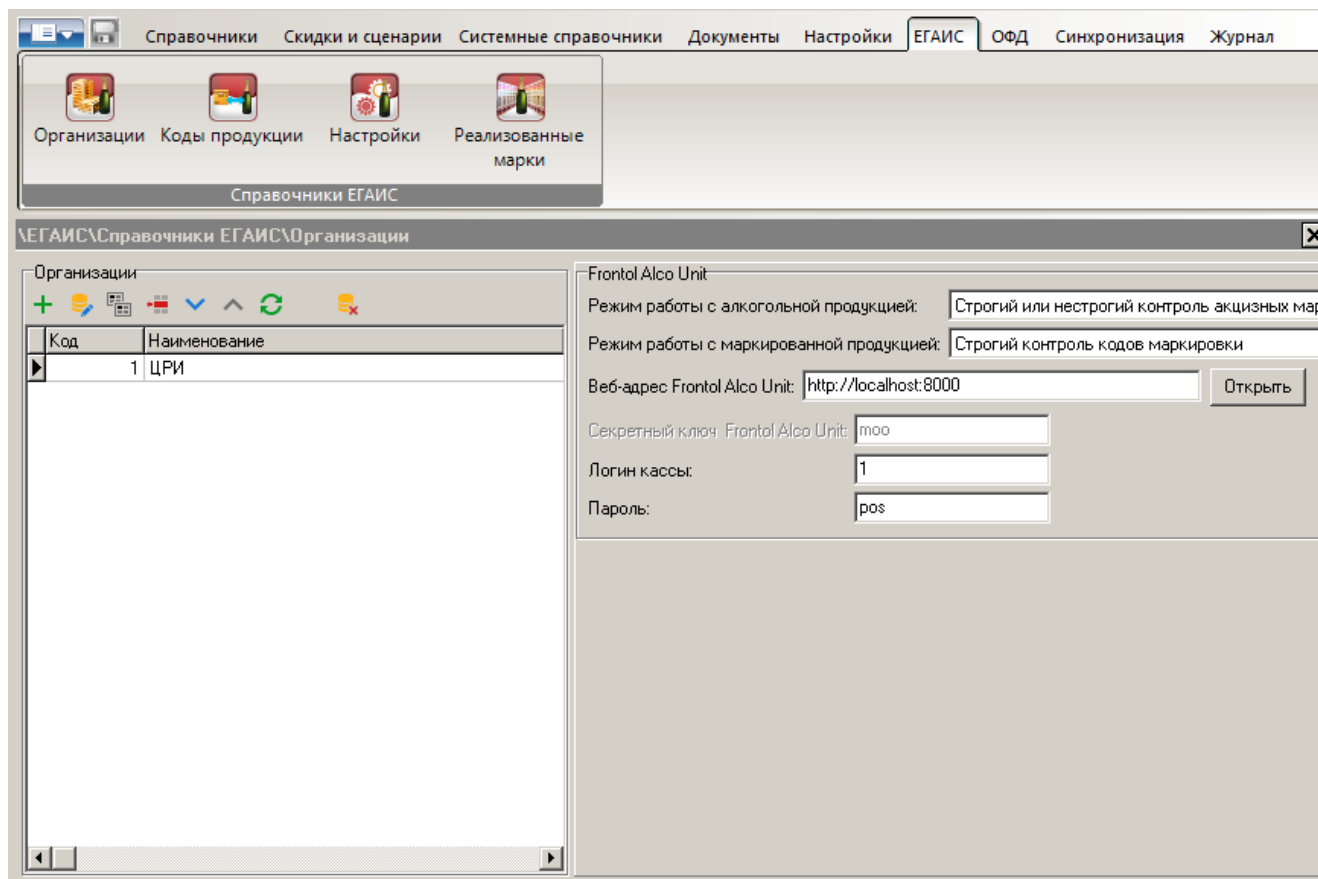 Справочники Скидки и сценарии Системные справочники Документы Настройки ЕГАИС ОФД Синхронизация Журнал
Организации Коды продукции Настройки Реализованные
марки
Справочники ЕГАИС
\ЕГАИС\Справочники ЕГАИС\Организации
Организации
Код Наименование
1 ЦРИ
Frontol Alco Unit
Режим работы с алкогольной продукцией: Строгий или нестрогий контроль акцизных мар
Режим работы с маркированной продукцией: Строгий контроль кодов маркировки
Веб-адрес Frontol Alco Unit: http://localhost:8000 Открыть
Секретный ключ Frontol Alco Unit: moo
Логин кассы: 1
Пароль: pos